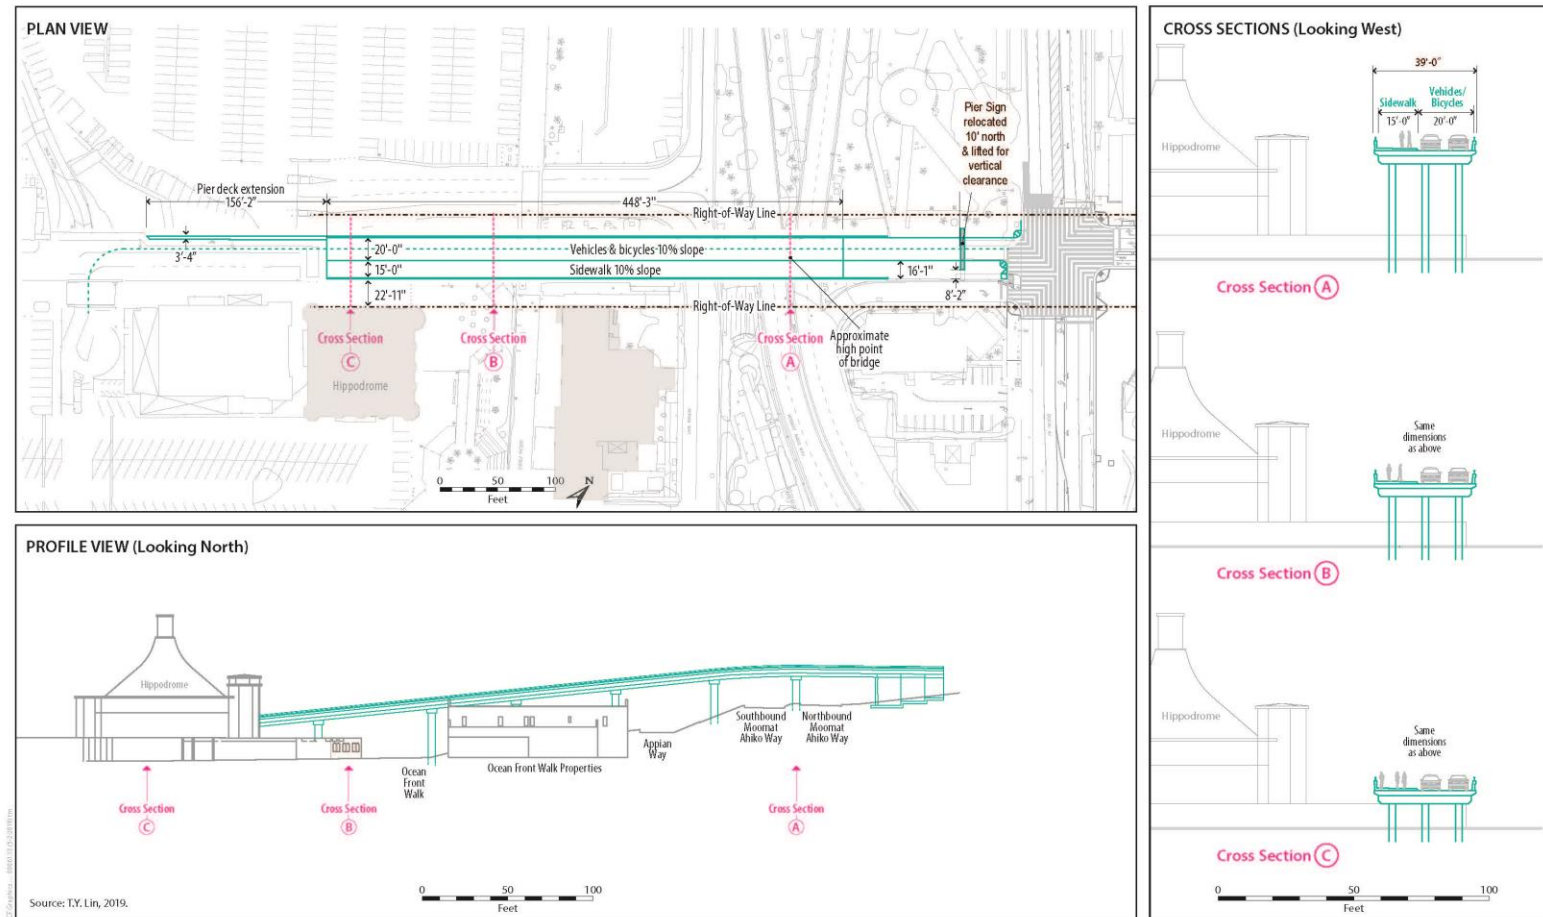 PLAN VIEW
Pier deck extension
156'-2"
448'-3"
Right-of-Way Line
Pier Sign
relocated
10' north
& lifted for
vertical
clearance
3'-4"
20'-0"
Vehicles & bicycles 10% slope
15'-0"
Sidewalk 10% slope
16'-1"
22'-11"
8'-2"
Right-of-Way Line
Cross Section
C
Cross Section
B
Cross Section
A
Approximate
high point
of bridge
Hippodrome
0 50 100
Feet
N
PROFILE VIEW (Looking North)
Hippodrome
Ocean
Front
Walk
Ocean Front Walk Properties
Appian
Way
Southbound
Moomat
Ahiko Way
Northbound
Moomat
Ahiko Way
Cross Section
C
Cross Section
B
Cross Section
A
0 50 100
Feet
Source: T.Y. Lin, 2019.
CROSS SECTIONS (Looking West)
39'-0"
Sidewalk
Vehicles/
Bicycles
15'-0"
20'-0"
Hippodrome
Cross Section A
Hippodrome
Same
dimensions
as above
Cross Section B
Hippodrome
Same
dimensions
as above
Cross Section C
0 50 100
Feet